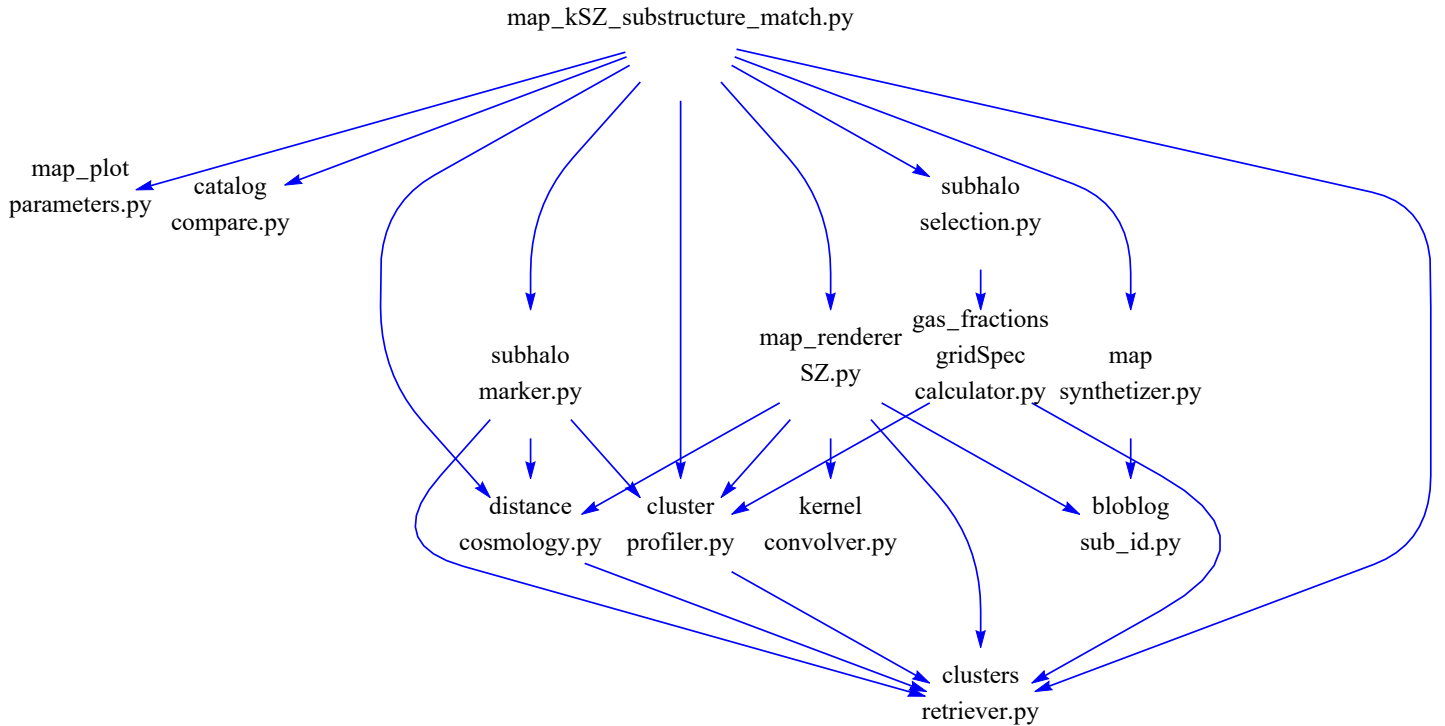 map_kSZ_substructure_match.py
map_plot
parameters.py
catalog
compare.py
subhalo
selection.py
subhalo
marker.py
map_renderer
SZ.py
gas_fractions
gridSpec
calculator.py
map
synthetizer.py
distance
cosmology.py
cluster
profiler.py
kernel
convolver.py
bloblog
sub_id.py
clusters
retriever.py